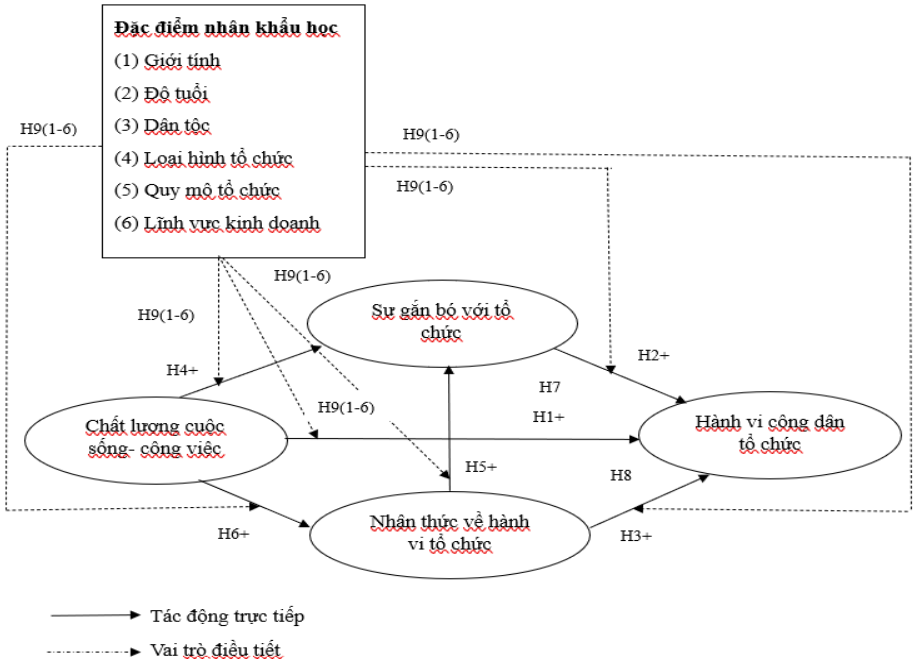 Đặc điểm nhân khẩu học
(1) Giới tính
(2) Độ tuổi
(3) Dân tộc
(4) Loại hình tổ chức
(5) Quy mô tổ chức
(6) Lĩnh vực kinh doanh
H9(1-6)
H9(1-6)
H9(1-6)
H9(1-6)
H9(1-6)
Sự gắn bó với tổ
chức
H4+
H2+
H7
H9(1-6)
H1+
Chất lượng cuộc
sống- công việc
Hành vi công dân
tổ chức
H5+
H8
Nhân thức về hành
vi tổ chức
H6+
H3+
Tác động trực tiếp
Vai trò điều tiết